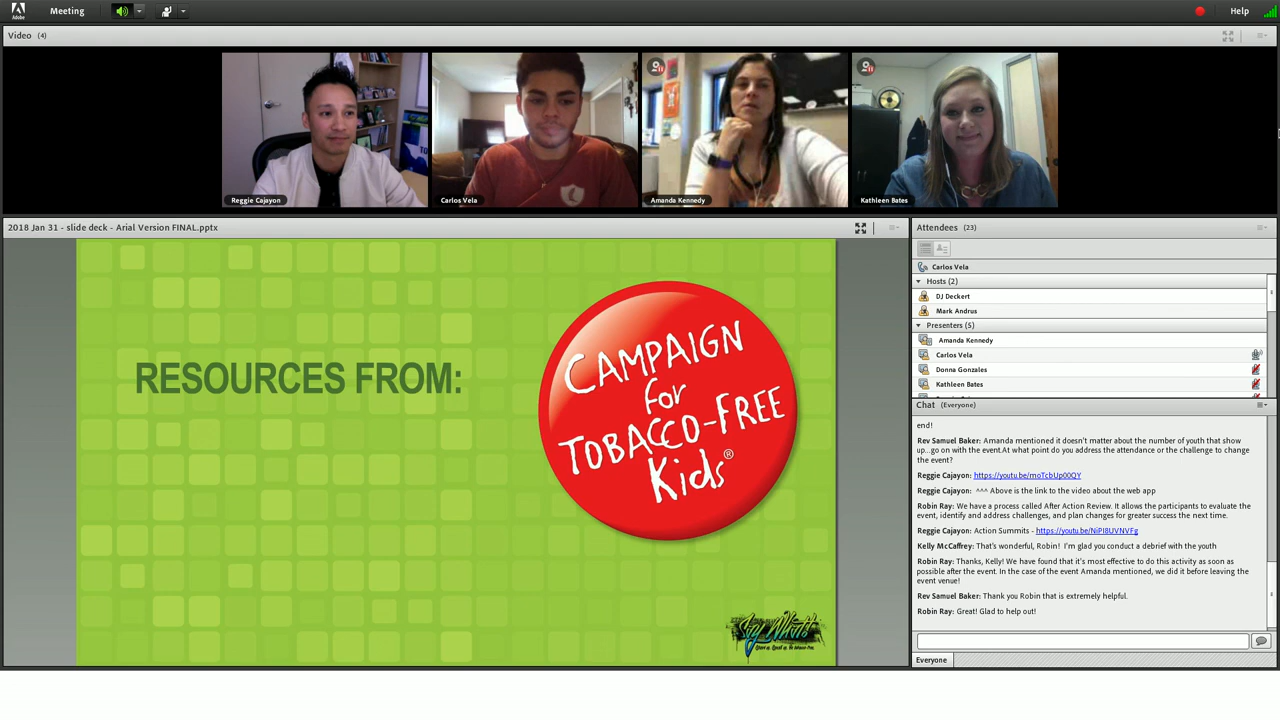 Adobe
Meeting
Help
Video (4)
Reggie Cajayon
Carlos Vela
Amanda Kennedy
Kathleen Bates
2018 Jan 31 - slide deck - Arial Version FINAL.pptx
RESOURCES FROM:
CAMPAIGN
for
TOBACCO-FREE
Kids®
Attendees (23)
Carlos Vela
Hosts (2)
DJ Deckert
Mark Andrus
Presenters (5)
Amanda Kennedy
Carlos Vela
Donna Gonzales
Kathleen Bates
Chat (Everyone)
end!
Rev Samuel Baker: Amanda mentioned it doesn't matter about the number of youth that show
up...go on with the event.At what point do you address the attendance or the challenge to change
the event?
Reggie Cajayon: https://youtu.be/moTcbUp00QY
Reggie Cajayon: ^^^ Above is the link to the video about the web app
Robin Ray: We have a process called After Action Review. It allows the participants to evaluate the
event, identify and address challenges, and plan changes for greater success the next time.
Reggie Cajayon: Action Summits - https://youtu.be/NiPI8UVNVFg
Kelly McCaffrey: That's wonderful, Robin! I'm glad you conduct a debrief with the youth
Robin Ray: Thanks, Kelly! We have found that it's most effective to do this activity as soon as
possible after the event. In the case of the event Amanda mentioned, we did it before leaving the
event venue!
Rev Samuel Baker: Thank you Robin that is extremely helpful.
Robin Ray: Great! Glad to help out!
Everyone